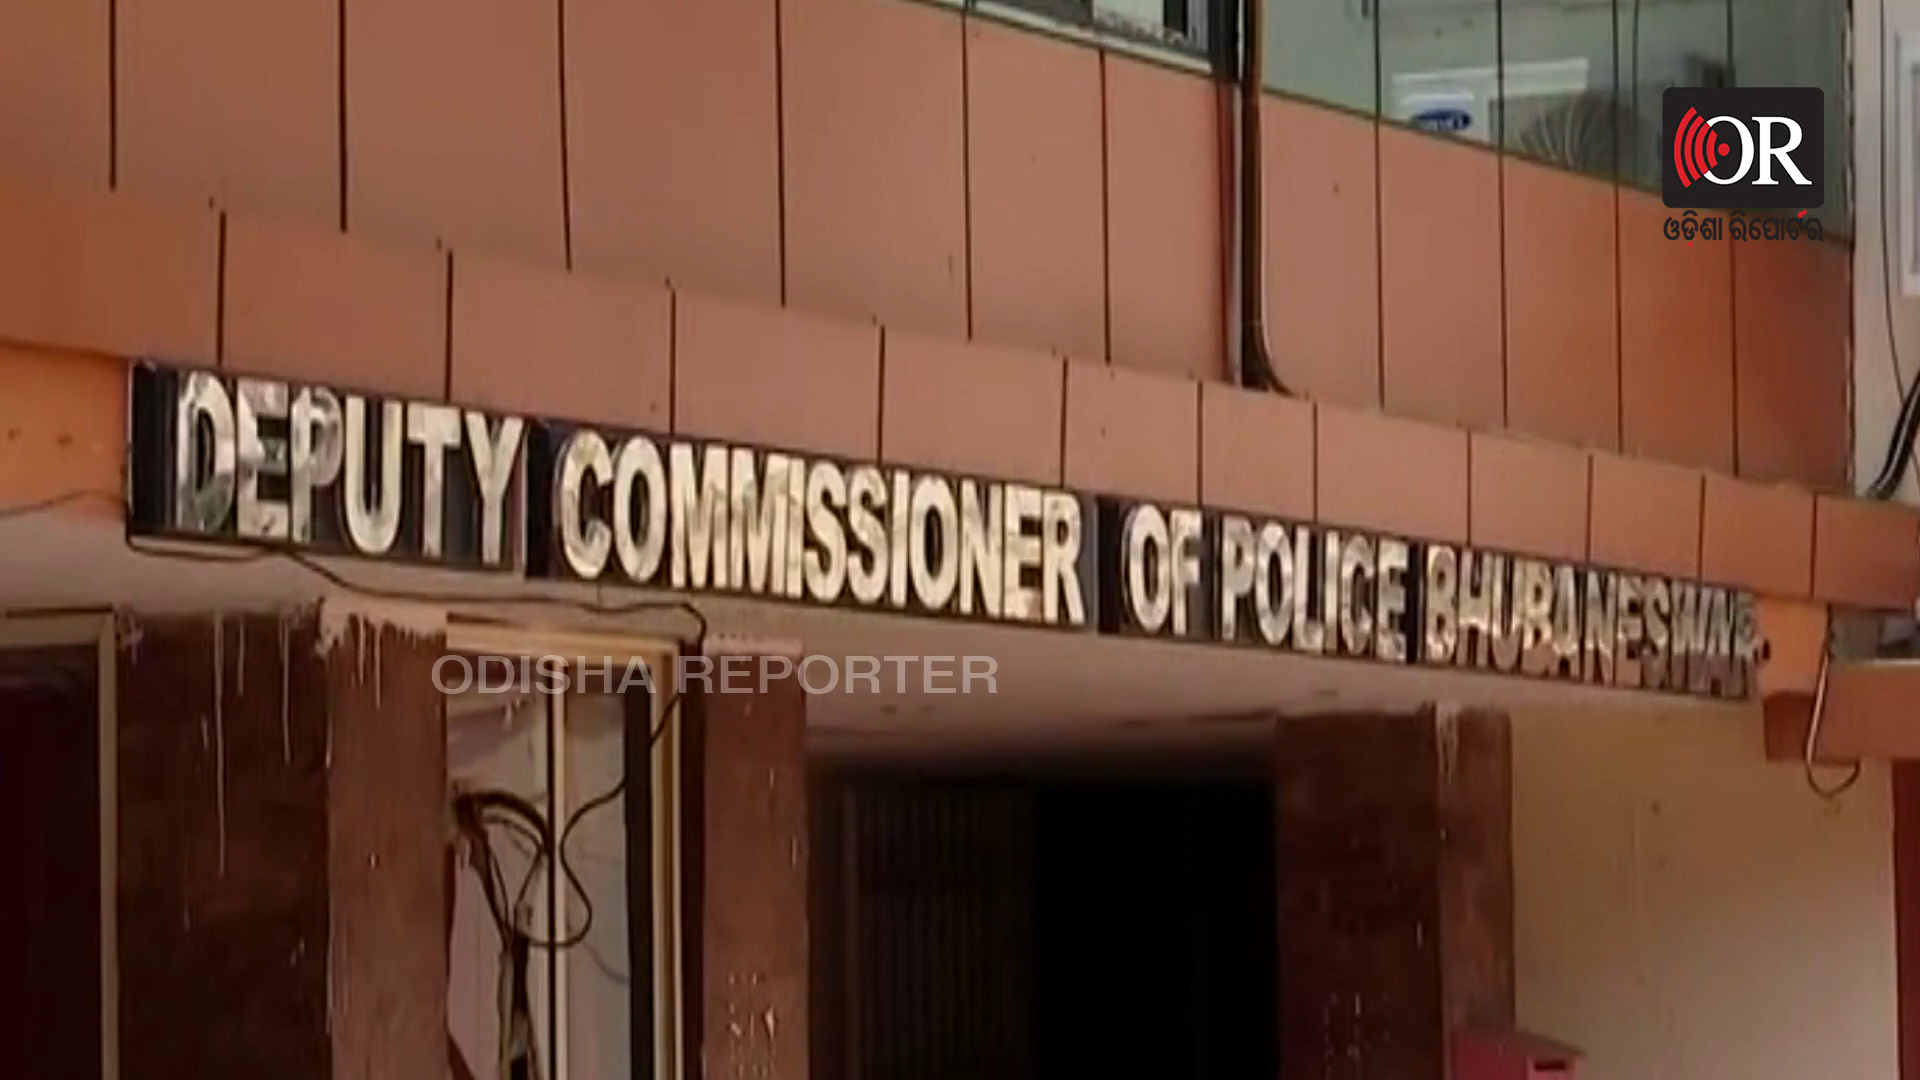 OR
ଓଡିଶା ରିପୋର୍ଟର
DEPUTY COMMISSIONER OF POLICE BHUBANESWAR.
ODISHA REPORTER